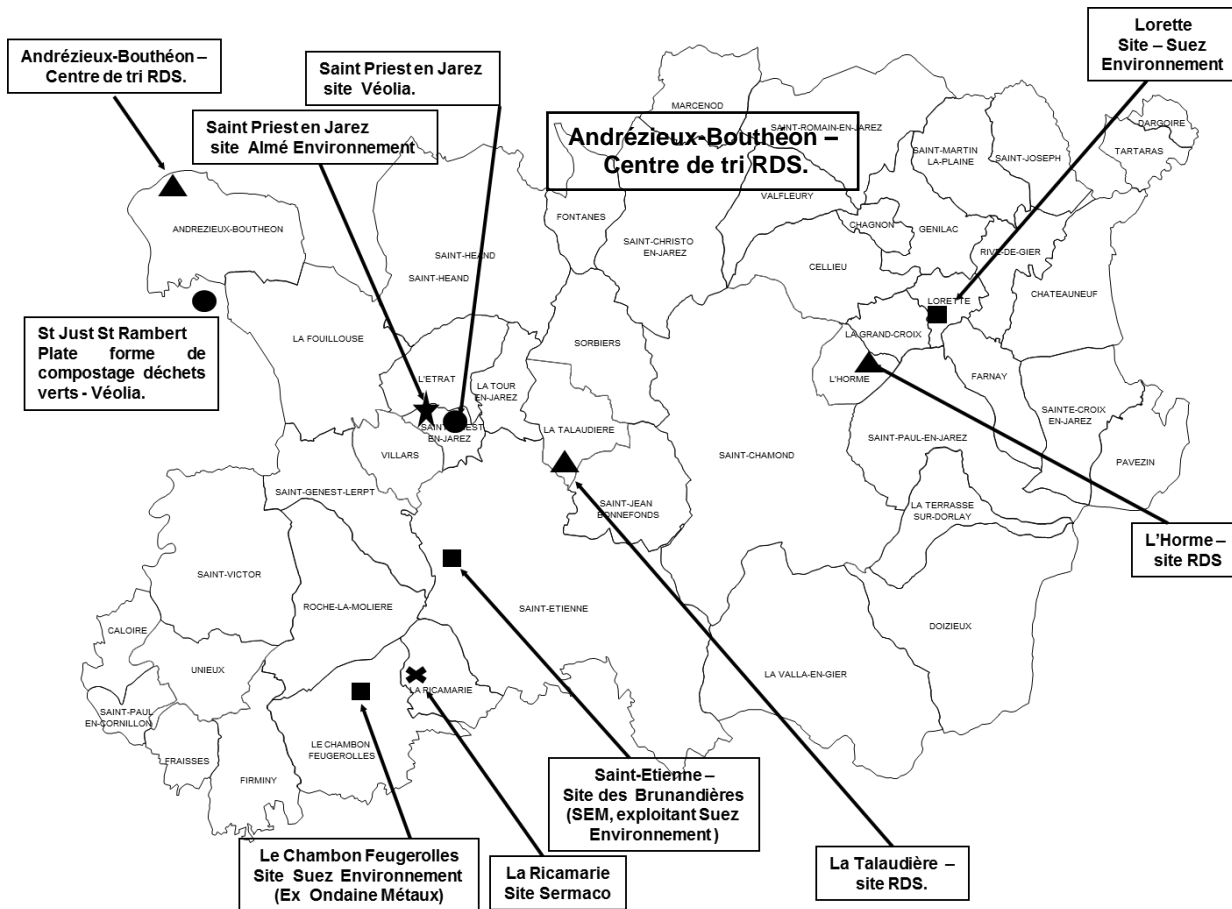 Lorette
Site – Suez
Environnement
Andrézieux-Bouthéon –
Centre de tri RDS.
Saint Priest en Jarez
site Véolia.
Saint Priest en Jarez
site Almé Environnement
Andrézieux-Bouthéon –
Centre de tri RDS.
MARCENOD
SAINT-ROMAIN-EN-JAREZ
SAINT-MARTIN
LA-PLAINE
SAINT-JOSEPH
DARGOIRE
TARTARAS
VALFLEURY
FONTANES
CHAGNON
GENILAC
RIVE-DE-GIER
ANDREZIEUX-BOUTHEON
SAINT-HEAND
SAINT-HEAND
SAINT-CHRISTO
EN-JAREZ
CELLIEU
CHATEAUNEUF
LORETTE
St Just St Rambert
Plate forme de
compostage déchets
verts - Véolia.
LA FOUILLOUSE
SORBIERS
LA GRAND-CROIX
L'HORME
FARNAY
L'ETRAT
LA TOUR
EN-JAREZ
SAINTE-CROIX
EN-JAREZ
SAINT EST
EN-JAREZ
LA TALAUDIERE
VILLARS
SAINT-CHAMOND
SAINT-PAUL-EN-JAREZ
PAVEZIN
SAINT-GENEST-LERPT
SAINT-JEAN
BONNEFONDS
LA TERRASSE
SUR-DORLAY
L'Horme –
site RDS
SAINT-VICTOR
ROCHE-LA-MOLIERE
SAINT-ETIENNE
DOIZIEUX
CALOIRE
UNIEUX
LA VALLA-EN-GIER
LA RICAMARIE
SAINT-PAUL
EN-CORNILLON
LE CHAMBON
FEUGEROLLES
FRAISSES
FIRMINY
Saint-Etienne –
Site des Brunandières
(SEM, exploitant Suez
Environnement)
Le Chambon Feugerolles
Site Suez Environnement
(Ex Ondaine Métaux)
La Ricamarie
Site Sermaco
La Talaudière –
site RDS.